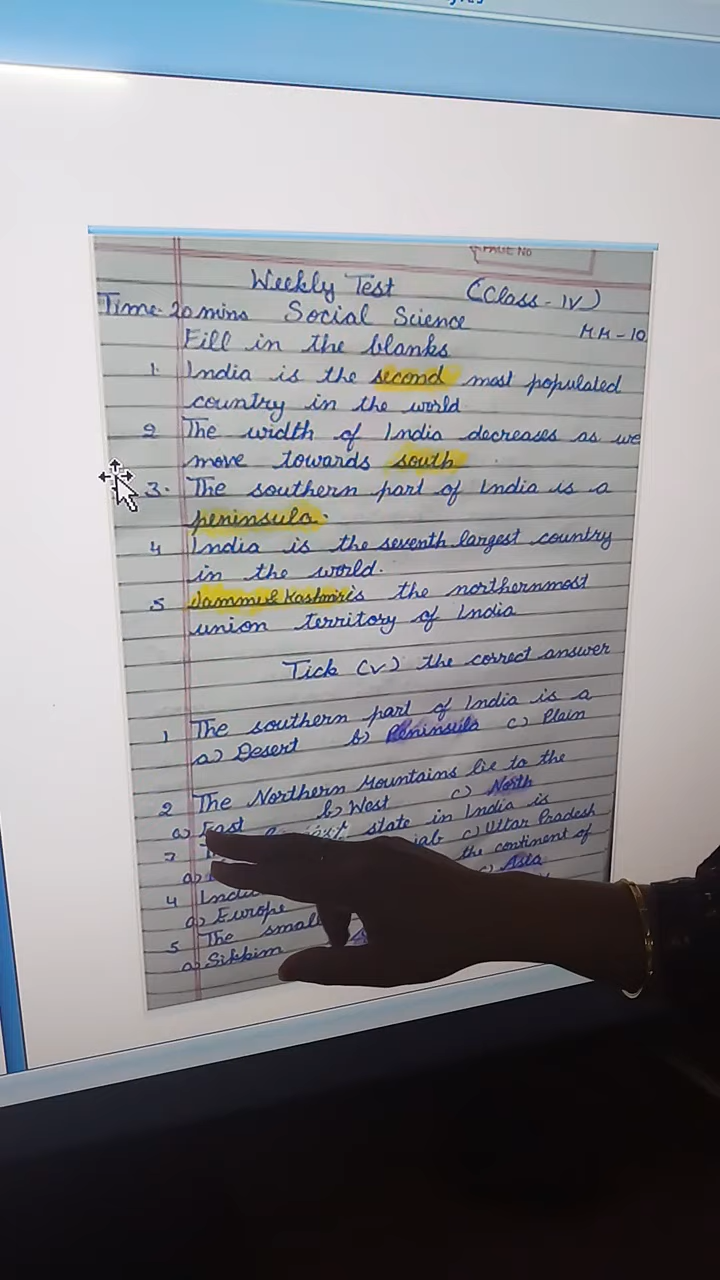 PAGE NO
Weekly Test (Class - IV)
Time- 20 mins Social Science MM-10
Fill in the blanks
1. India is the second most populated
country in the world
2 The width of India decreases as we
move towards south
3. The southern part of India is a
peninsula.
4 India is the seventh largest country
in the world.
5 Jammu & Kashmir is the northernmost
union territory of India
Tick (√) the correct answer
1 The southern part of India is a
a) Desert b) Peninsula c) Plain
2 The Northern Mountains lie to the
a) East b) West c) North
state in India is
a) c) Uttar Pradesh
4 the continent of
a) Europe c) Asia
5 The
a) Sikkim